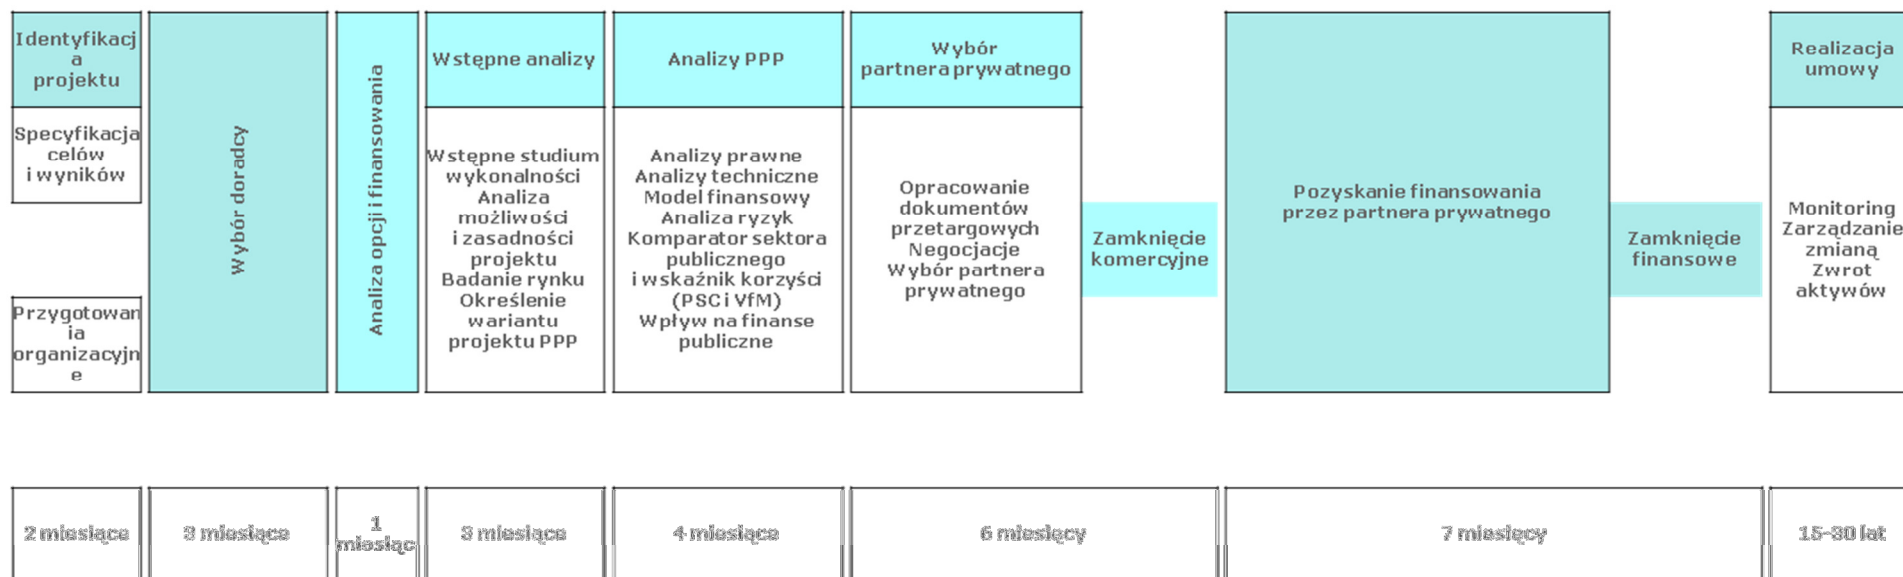 Identyfikacj
a
projektu
Specyfikacja
celów
i wyników
Przygotowan
ia
organizacyjn
e
Wybór doradcy
Analiza opcji i finansowania
Wstępne analizy
Wstępne studium
wykonalności
Analiza
możliwości
i zasadności
projektu
Badanie rynku
Określenie
wariantu
projektu PPP
Analizy PPP
Analizy prawne
Analizy techniczne
Model finansowy
Analiza ryzyk
Komparator sektora
publicznego
i wskaźnik korzyści
(PSC i VfM)
Wpływ na finanse
publiczne
Wybór
partnera prywatnego
Opracowanie
dokumentów
przetargowych
Negocjacje
Wybór partnera
prywatnego
Zamknięcie
komercyjne
Pozyskanie finansowania
przez partnera prywatnego
Zamknięcie
finansowe
Realizacja
umowy
Monitoring
Zarządzanie
zmianą
Zwrot
aktywów
2 miesiące
3 miesiące
1
miesiąc
3 miesiące
4 miesiące
6 miesięcy
7 miesięcy
15-30 lat